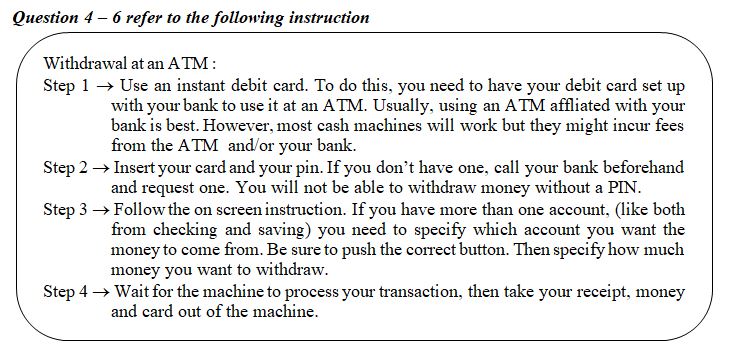 Question 4 – 6 refer to the following instruction
Withdrawal at an ATM :
Step 1 → Use an instant debit card. To do this, you need to have your debit card set up
with your bank to use it at an ATM. Usually, using an ATM affliated with your
bank is best. However, most cash machines will work but they might incur fees
from the ATM and/or your bank.
Step 2 → Insert your card and your pin. If you don’t have one, call your bank beforehand
and request one. You will not be able to withdraw money without a PIN.
Step 3 → Follow the on screen instruction. If you have more than one account, (like both
from checking and saving) you need to specify which account you want the
money to come from. Be sure to push the correct button. Then specify how much
money you want to withdraw.
Step 4 → Wait for the machine to process your transaction, then take your receipt, money
and card out of the machine.